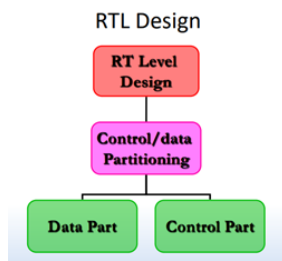 RTL Design
RT Level
Design
Control/data
Partitioning
Data Part
Control Part